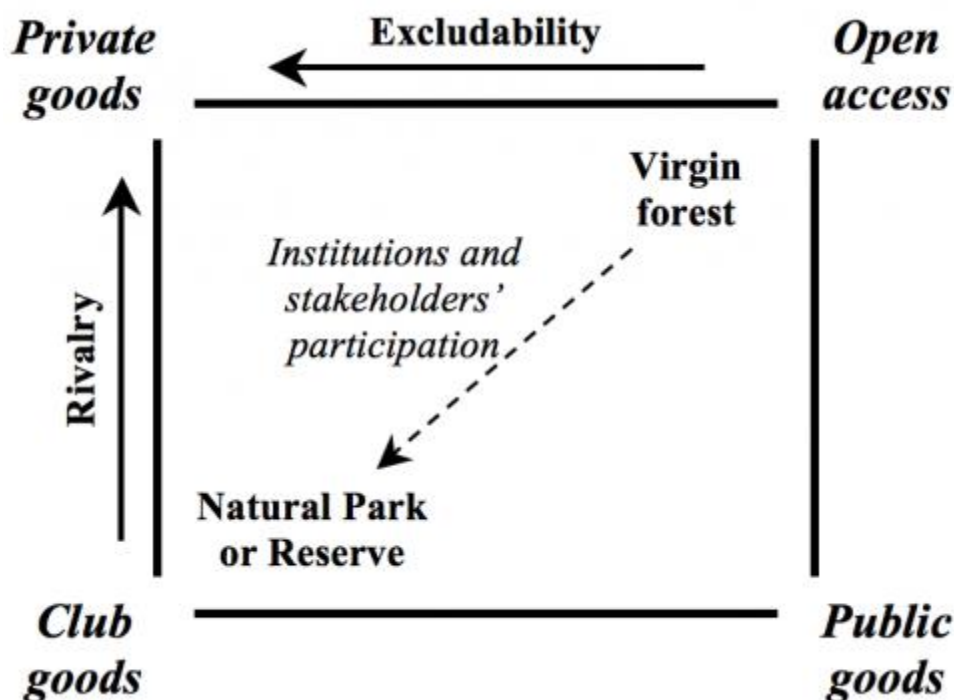 Private
goods
Excludability
Open
access
Virgin
forest
Institutions and
stakeholders’
participation
Rivalry
Natural Park
or Reserve
Club
goods
Public
goods